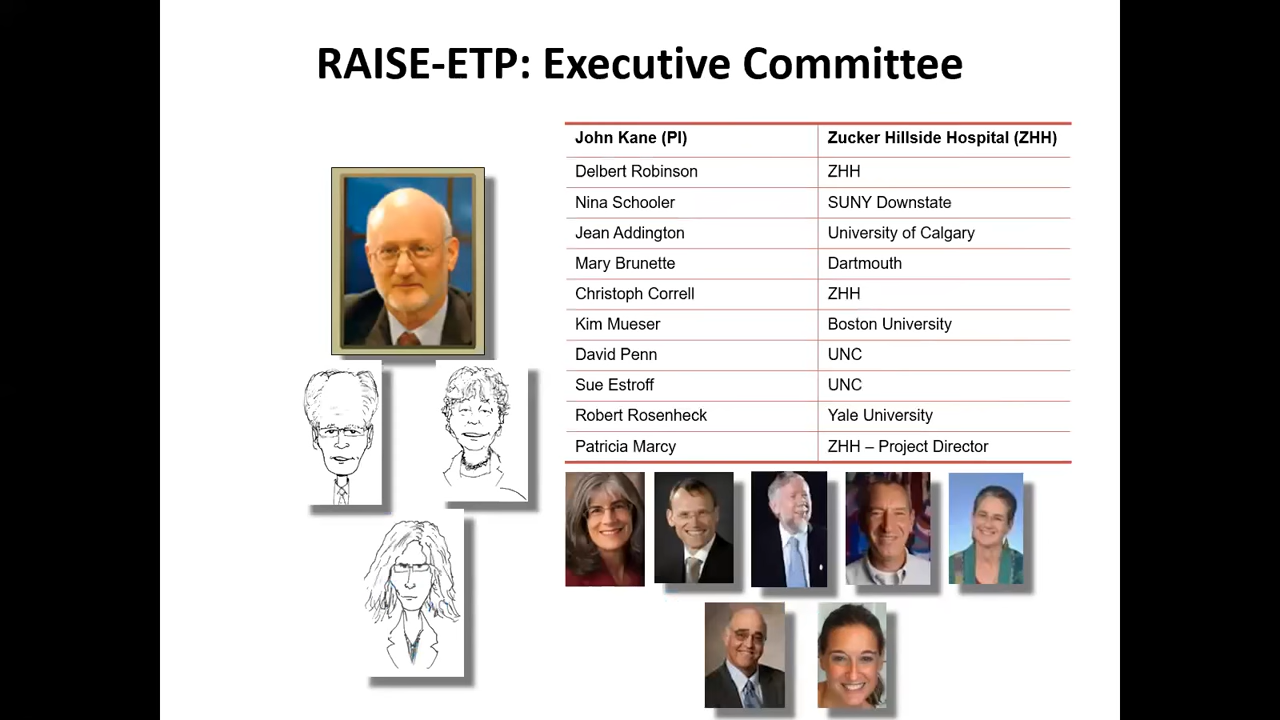 RAISE-ETP: Executive Committee
John Kane (PI) Zucker Hillside Hospital (ZHH)
Delbert Robinson ZHH
Nina Schooler SUNY Downstate
Jean Addington University of Calgary
Mary Brunette Dartmouth
Christoph Correll ZHH
Kim Mueser Boston University
David Penn UNC
Sue Estroff UNC
Robert Rosenheck Yale University
Patricia Marcy ZHH – Project Director